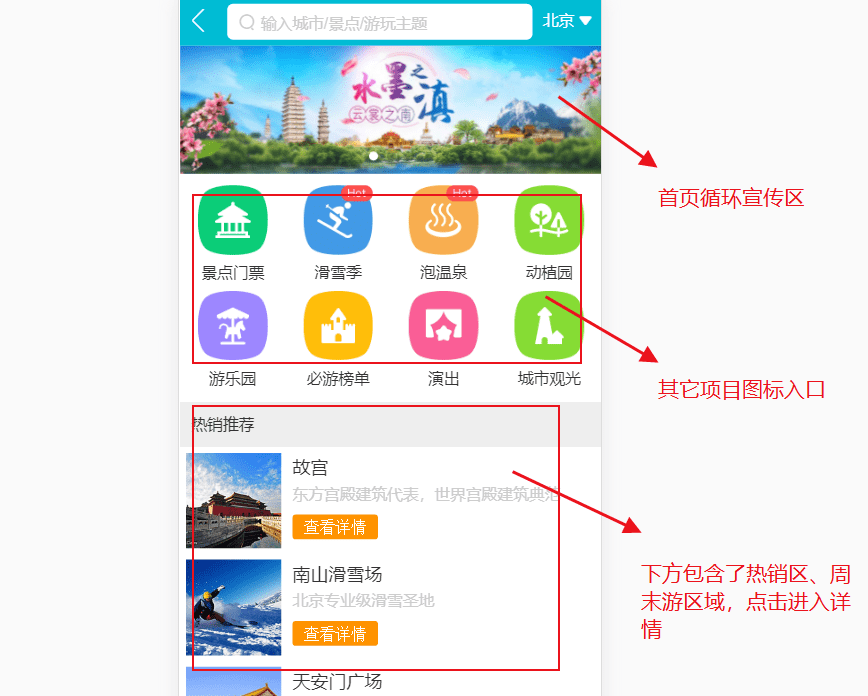 输入城市/景点/游玩主题
北京
水墨之滇
云裳之南
首页循环宣传区
Hot
Hot
景点门票
滑雪季
泡温泉
动植园
游乐园
必游榜单
演出
城市观光
其它项目图标入口
热销推荐
故宫
东方宫殿建筑代表，世界宫殿建筑典范
查看详情
南山滑雪场
北京专业级滑雪圣地
查看详情
下方包含了热销区、周
末游区域，点击进入详
情
天安门广场